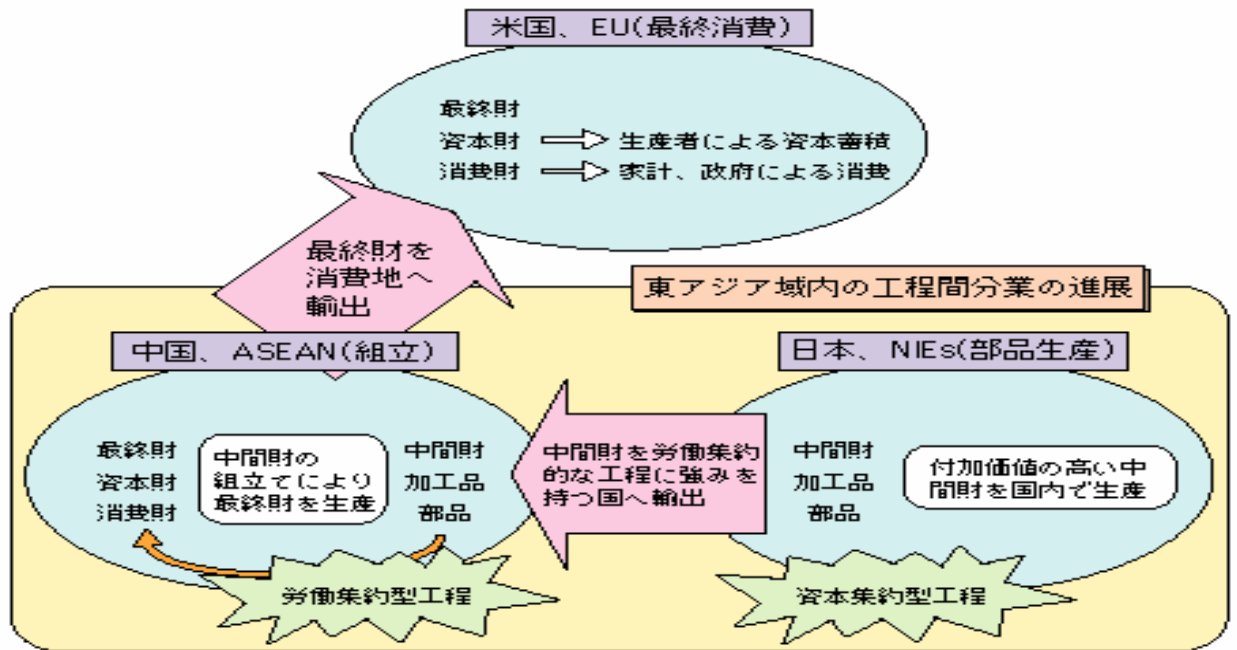 米国、EU(最終消費)
最終財
資本財
生産者による資本蓄積
消費財
家計、政府による消費
最終財を
消費地へ
輸出
東アジア域内の工程間分業の進展
中国、ASEAN(組立)
最終財
資本財
消費財
中間財の
組立てにより
最終財を生産
中間財
加工品
部品
労働集約型工程
中間財を労働集約
的な工程に強みを
持つ国へ輸出
日本、NIEs(部品生産)
中間財
加工品
部品
付加価値の高い中
間財を国内で生産
資本集約型工程